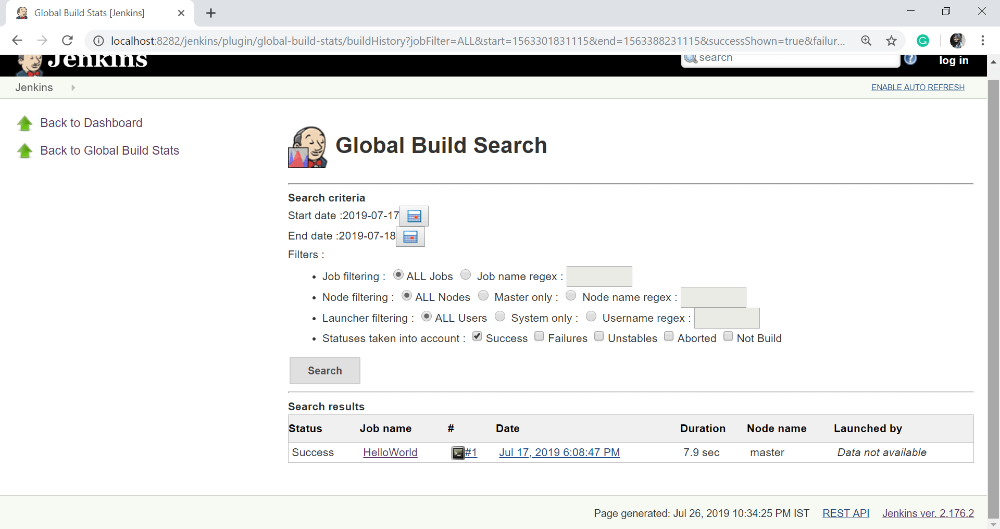 Global Build Stats [Jenkins]
localhost:8282/jenkins/plugin/global-build-stats/buildHistory?jobFilter=ALL&start=1563301831115&end=1563388231115&successShown=true&failur...
Jenkins
search
log in
Jenkins
ENABLE AUTO REFRESH
Back to Dashboard
Back to Global Build Stats
Global Build Search
Search criteria
Start date :2019-07-17
End date :2019-07-18
Filters :
• Job filtering : ALL Jobs Job name regex :
• Node filtering : ALL Nodes Master only : Node name regex :
• Launcher filtering : ALL Users System only : Username regex :
• Statuses taken into account : Success Failures Unstables Aborted Not Build
Search
Search results
Status Job name # Date Duration Node name Launched by
Success HelloWorld #1 Jul 17, 2019 6:08:47 PM 7.9 sec master Data not available
Page generated: Jul 26, 2019 10:34:25 PM IST REST API Jenkins ver. 2.176.2